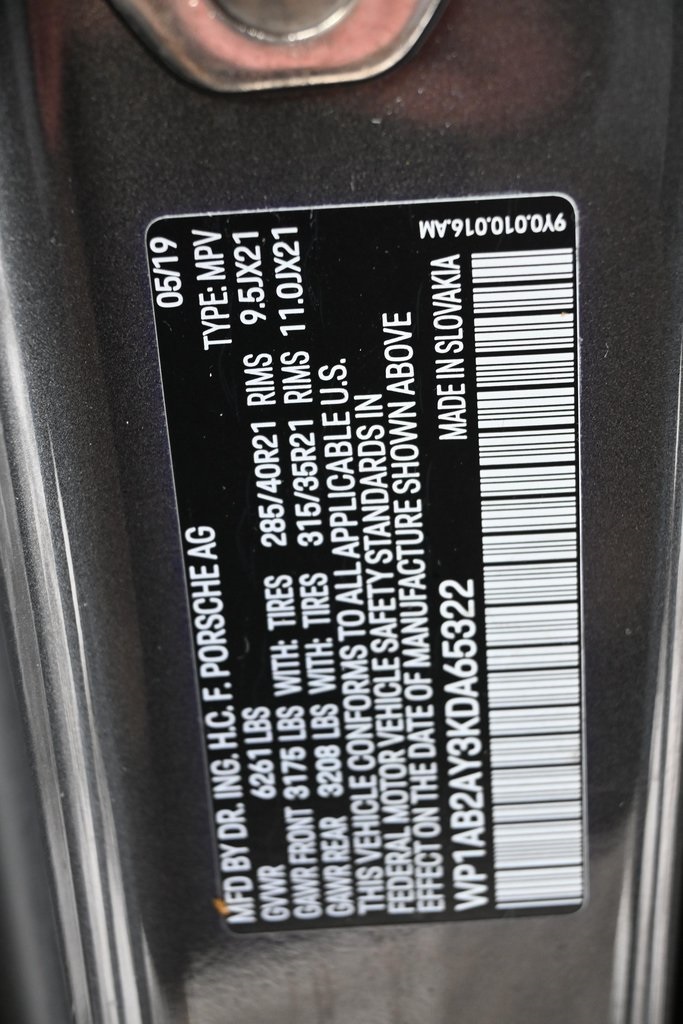 MFD BY DR. ING. H.C. F. PORSCHE AG 05/19
GVWR 6261 LBS TYPE: MPV
GAWR FRONT 3175 LBS WITH: TIRES 285/40R21 RIMS 9.5JX21
GAWR REAR 3208 LBS WITH: TIRES 315/35R21 RIMS 11.0JX21
THIS VEHICLE CONFORMS TO ALL APPLICABLE U.S.
FEDERAL MOTOR VEHICLE SAFETY STANDARDS IN
EFFECT ON THE DATE OF MANUFACTURE SHOWN ABOVE
WP1AB2AY3KDA65322 MADE IN SLOVAKIA
9Y0.010.016.AM